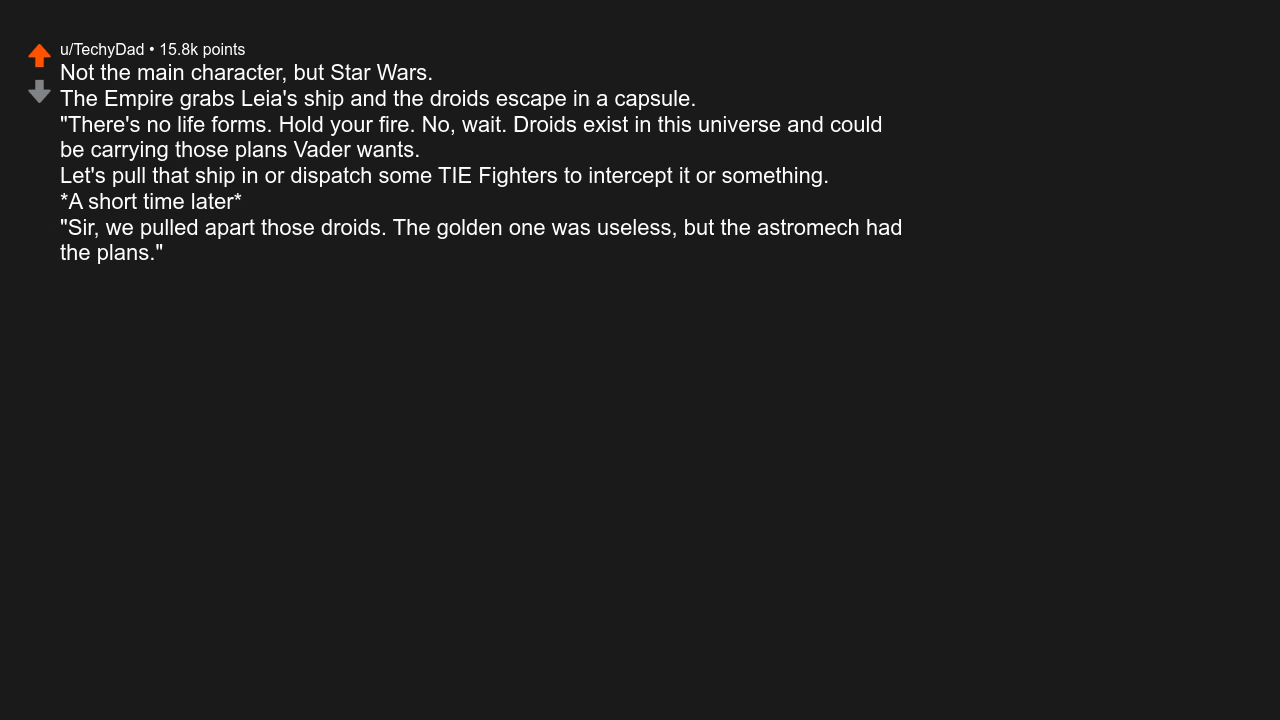 u/TechyDad • 15.8k points
Not the main character, but Star Wars.
The Empire grabs Leia's ship and the droids escape in a capsule.
"There's no life forms. Hold your fire. No, wait. Droids exist in this universe and could
be carrying those plans Vader wants.
Let's pull that ship in or dispatch some TIE Fighters to intercept it or something.
*A short time later*
"Sir, we pulled apart those droids. The golden one was useless, but the astromech had
the plans."